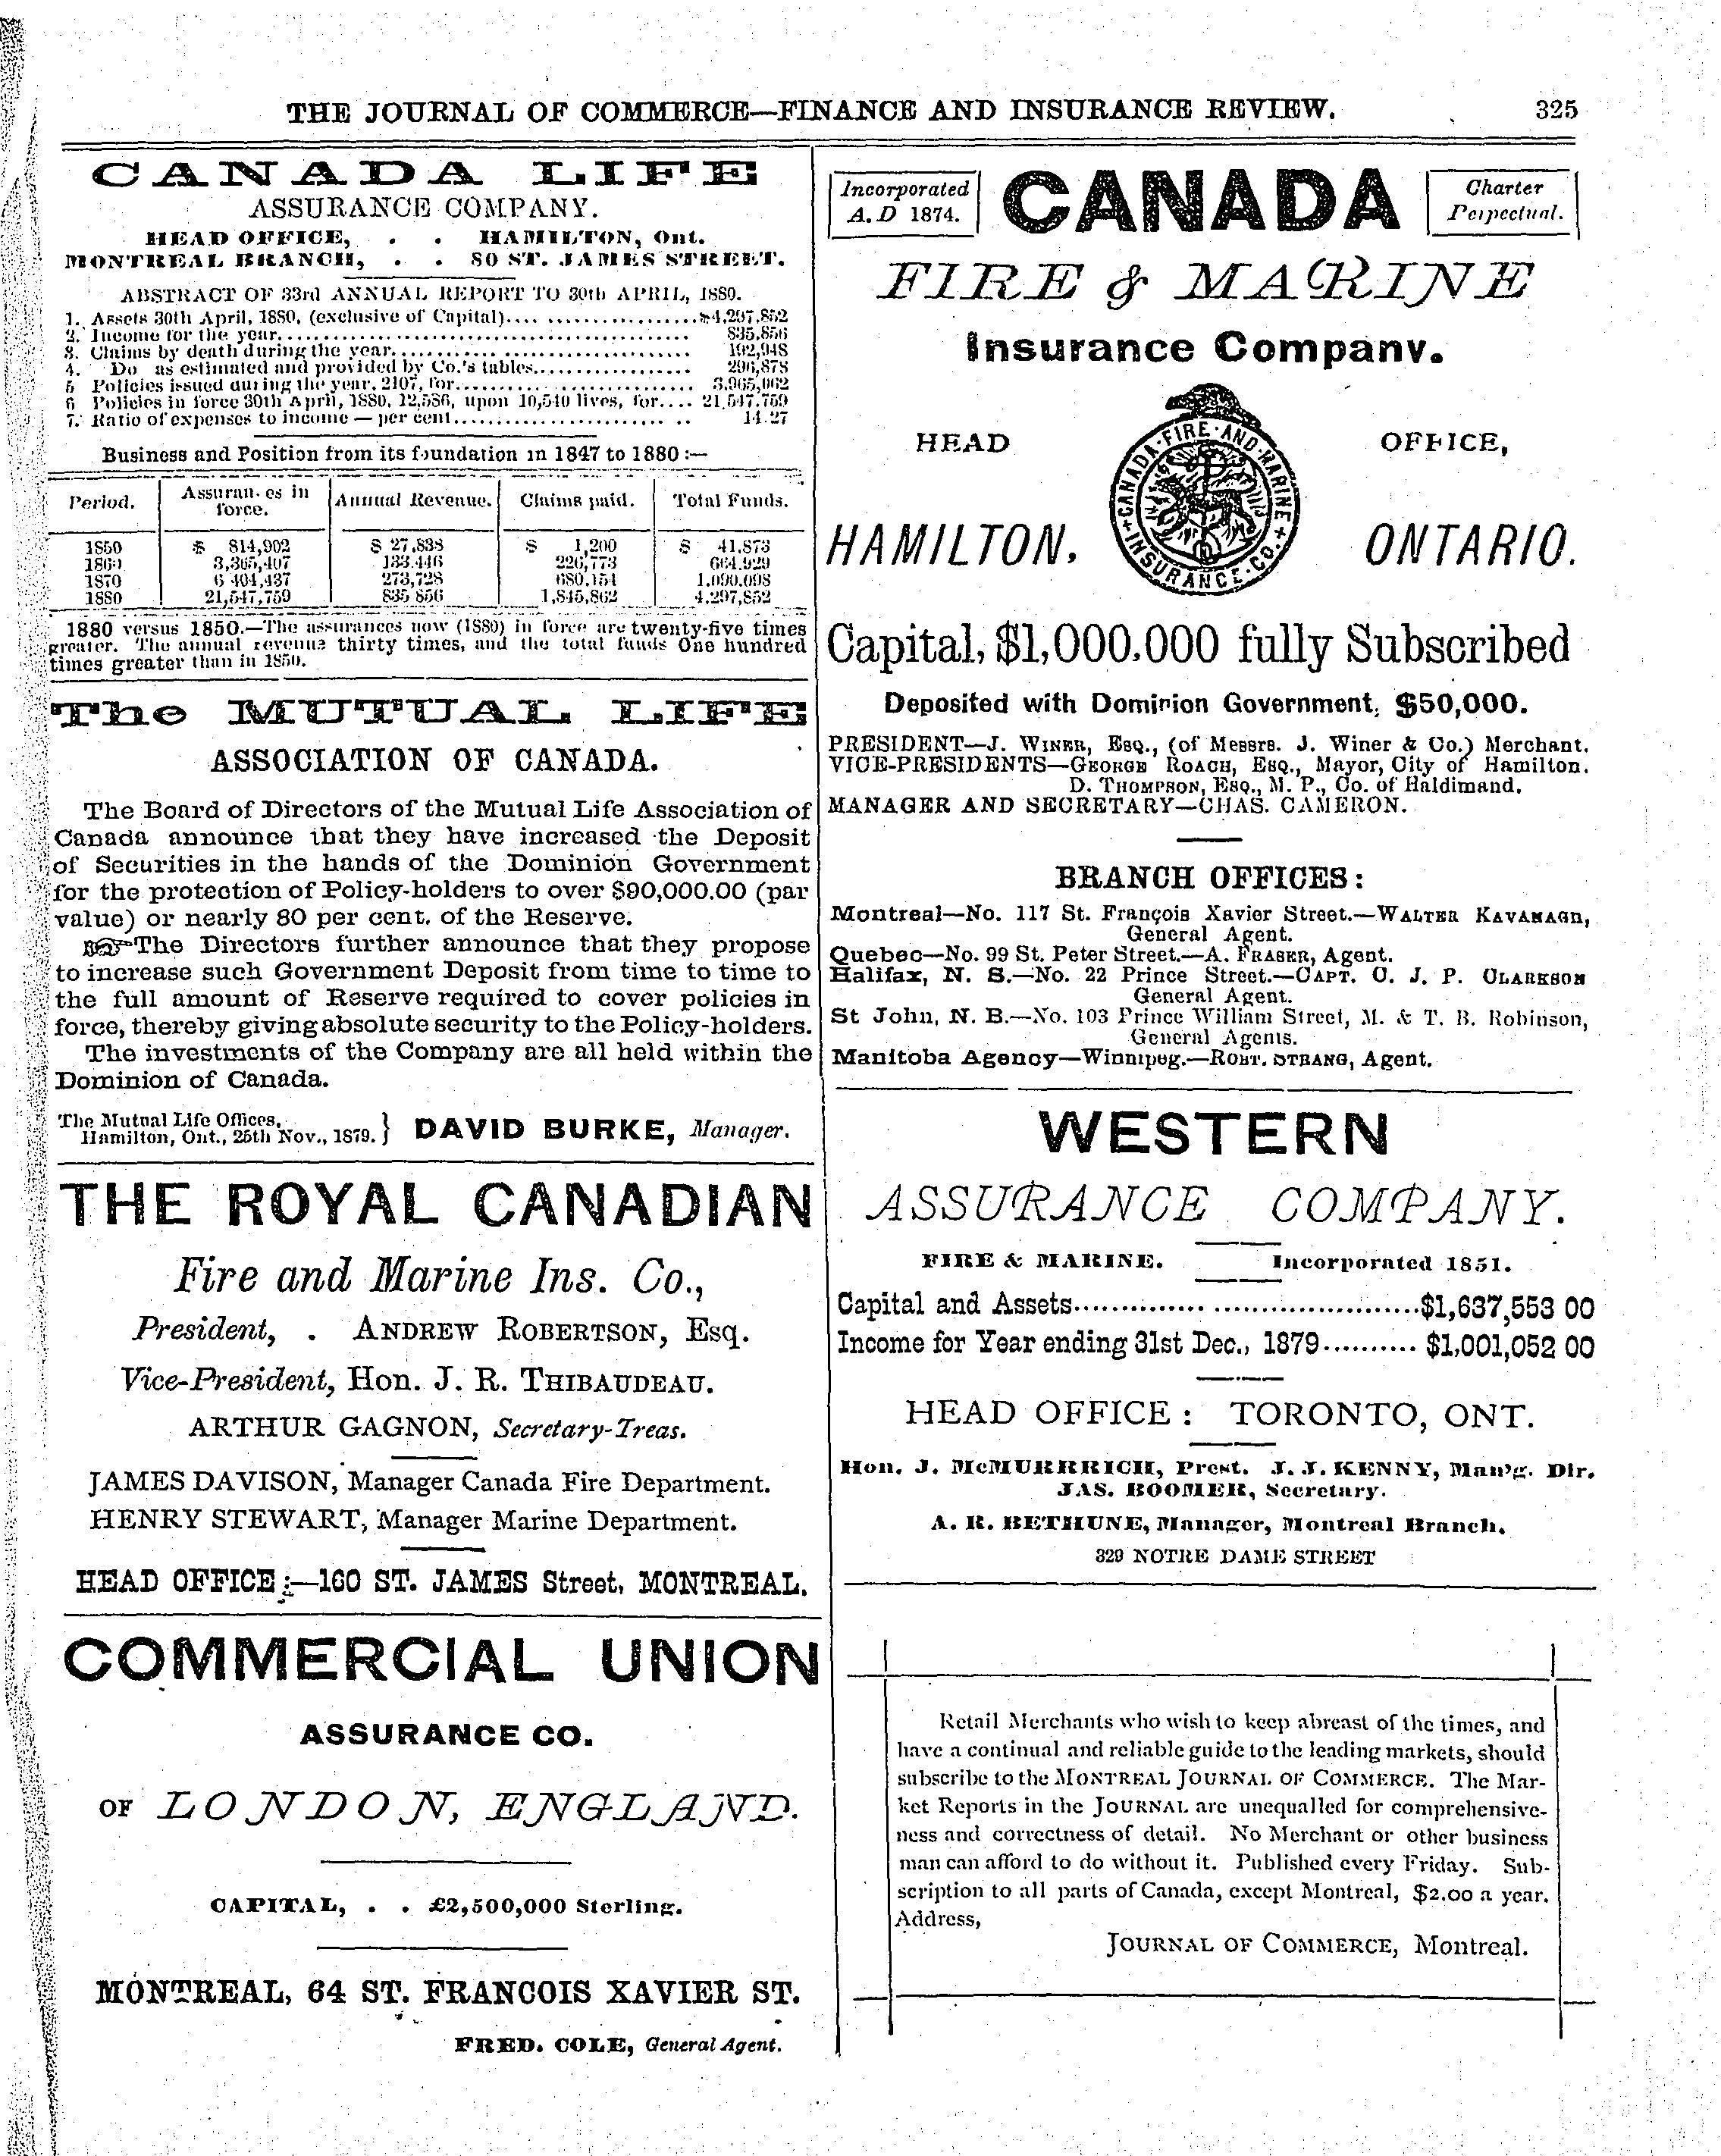 THE JOURNAL OF COMMERCE—FINANCE AND INSURANCE REVIEW. 325
CANADA LIFE
ASSURANCE COMPANY.
HEAD OFFICE, . . HAMILTON, Ont.
MONTREAL BRANCH, . . 80 ST. JAMES STREET.
ABSTRACT OF 33rd ANNUAL REPORT TO 30th APRIL, 1880.
1. Assets 30th April, 1880, (exclusive of Capital).... $4,297,852
2. Income for the year.... 835,856
3. Claims by death during the year.... 192,948
4. Do as estimated and provided by Co.'s tables.... 296,878
5 Policies issued during the year, 2107, for.... 3,965,062
6 Policies in force 30th April, 1880, 12,586, upon 10,540 lives, for.... 21,547,759
7. Ratio of expenses to income — per cent.... 14.27
Business and Position from its foundation in 1847 to 1880:—
Period. Assurances in force. Annual Revenue. Claims paid. Total Funds.
1850 $ 814,902 $ 27,838 $ 1,200 $ 41,873
1860 3,365,407 133,446 226,773 664,929
1870 6 404,437 273,728 680,154 1,090,098
1880 21,547,759 835 856 1,845,862 4,297,852
1880 versus 1850.—The assurances now (1880) in force are twenty-five times
greater. The annual revenue thirty times, and the total funds One hundred
times greater than in 1850.
The MUTUAL LIFE
ASSOCIATION OF CANADA.
The Board of Directors of the Mutual Life Association of
Canada announce that they have increased the Deposit
of Securities in the hands of the Dominion Government
for the protection of Policy-holders to over $90,000.00 (par
value) or nearly 80 per cent. of the Reserve.
☞The Directors further announce that they propose
to increase such Government Deposit from time to time to
the full amount of Reserve required to cover policies in
force, thereby giving absolute security to the Policy-holders.
The investments of the Company are all held within the
Dominion of Canada.
The Mutual Life Offices,
Hamilton, Ont., 25th Nov., 1879. } DAVID BURKE, Manager.
THE ROYAL CANADIAN
Fire and Marine Ins. Co.,
President, . ANDREW ROBERTSON, Esq.
Vice-President, Hon. J. R. THIBAUDEAU.
ARTHUR GAGNON, Secretary-Treas.
JAMES DAVISON, Manager Canada Fire Department.
HENRY STEWART, Manager Marine Department.
HEAD OFFICE:—160 ST. JAMES Street, MONTREAL.
COMMERCIAL UNION
ASSURANCE CO.
OF LONDON, ENGLAND.
CAPITAL, . . £2,500,000 Sterling.
MONTREAL, 64 ST. FRANCOIS XAVIER ST.
FRED. COLE, General Agent.
Incorporated
A.D 1874.
CANADA
Charter
Perpectual.
FIRE & MARINE
Insurance Company.
HEAD OFFICE,
CANADA·FIRE·AND·MARINE
INSURANCE·CO.
HAMILTON, ONTARIO.
Capital, $1,000,000 fully Subscribed
Deposited with Dominion Government, $50,000.
PRESIDENT—J. WINER, ESQ., (of Messrs. J. Winer & Co.) Merchant.
VICE-PRESIDENTS—GEORGE ROACH, ESQ., Mayor, City of Hamilton.
D. THOMPSON, ESQ., M. P., Co. of Haldimand.
MANAGER AND SECRETARY—CHAS. CAMERON.
BRANCH OFFICES:
Montreal—No. 117 St. François Xavier Street.—WALTER KAVANAGH,
General Agent.
Quebec—No. 99 St. Peter Street.—A. FRASER, Agent.
Halifax, N. S.—No. 22 Prince Street.—CAPT. C. J. P. CLARKSON
General Agent.
St John, N. B.—No. 103 Prince William Street, M. & T. B. Robinson,
General Agents.
Manitoba Agency—Winnipeg.—ROBT. STRANG, Agent.
WESTERN
ASSURANCE COMPANY.
FIRE & MARINE. Incorporated 1851.
Capital and Assets.... $1,637,553 00
Income for Year ending 31st Dec., 1879.... $1,001,052 00
HEAD OFFICE: TORONTO, ONT.
Hon. J. McMURRRICH, Prest. J. J. KENNY, Man'g. Dir.
JAS. BOOMER, Secretary.
A. R. BETHUNE, Manager, Montreal Branch.
329 NOTRE DAME STREET
Retail Merchants who wish to keep abreast of the times, and
have a continual and reliable guide to the leading markets, should
subscribe to the MONTREAL JOURNAL OF COMMERCE. The Mar-
ket Reports in the JOURNAL are unequalled for comprehensive-
ness and correctness of detail. No Merchant or other business
man can afford to do without it. Published every Friday. Sub-
scription to all parts of Canada, except Montreal, $2.00 a year.
Address,
JOURNAL OF COMMERCE, Montreal.